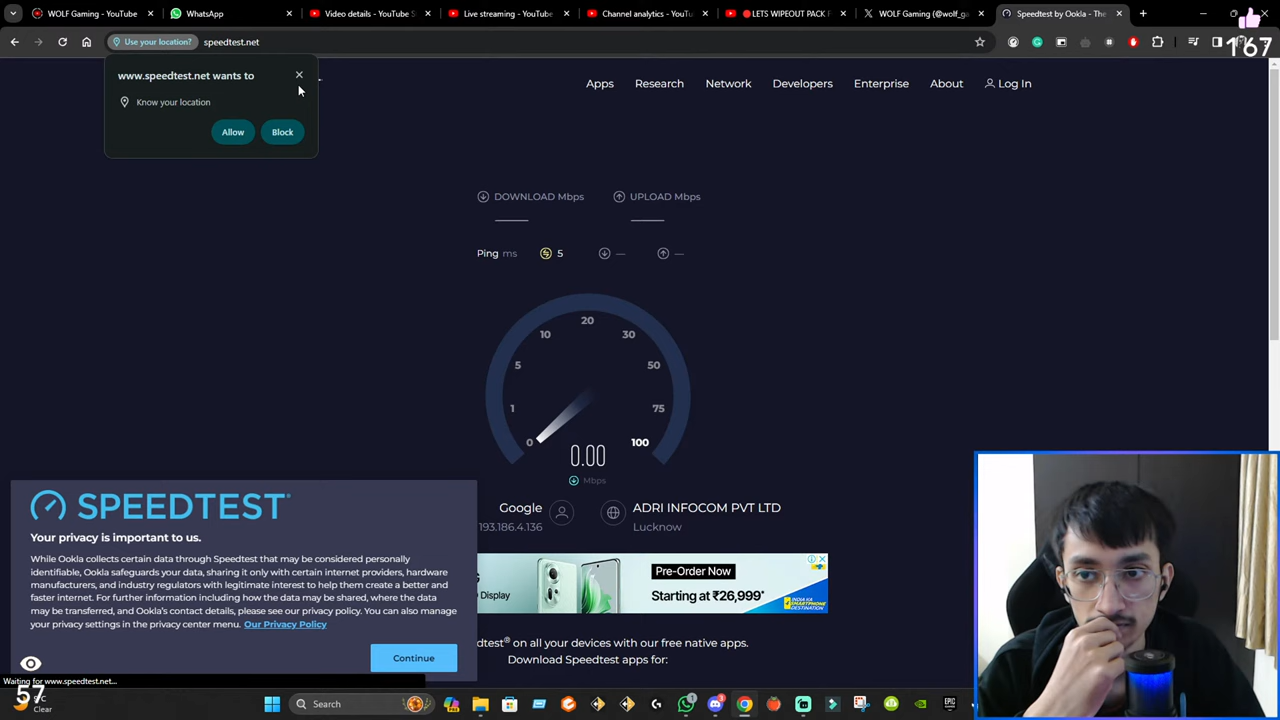 WOLF Gaming - YouTube
WhatsApp
Video details - YouTube S
Live streaming - YouTube
Channel analytics - YouTu
LETS WIPEOUT PACK F
WOLF Gaming (@wolf_ga
Speedtest by Ookla - The
167
Use your location?
speedtest.net
www.speedtest.net wants to
Know your location
Allow
Block
Apps
Research
Network
Developers
Enterprise
About
Log In
DOWNLOAD Mbps
UPLOAD Mbps
Ping ms
5
—
—
0
1
5
10
20
30
50
75
100
0.00
Mbps
Google
193.186.4.136
ADRI INFOCOM PVT LTD
Lucknow
SPEEDTEST®
Your privacy is important to us.
While Ookla collects certain data through Speedtest that may be considered personally
identifiable, Ookla safeguards your data, sharing it only with certain internet providers, hardware
manufacturers, and industry regulators with legitimate interest to help them create a better and
faster internet. For further information including how the data may be shared, where the data
may be transferred, and Ookla's contact details, please see our privacy policy. You can also manage
your privacy settings in the privacy center menu. Our Privacy Policy
Continue
Display
Pre-Order Now
Starting at ₹26,999*
INDIA KA
SMARTPHONE
DESTINATION
edtest® on all your devices with our free native apps.
Download Speedtest apps for:
Waiting for www.speedtest.net...
57
9°C
Clear
Search
1
3
EPIC